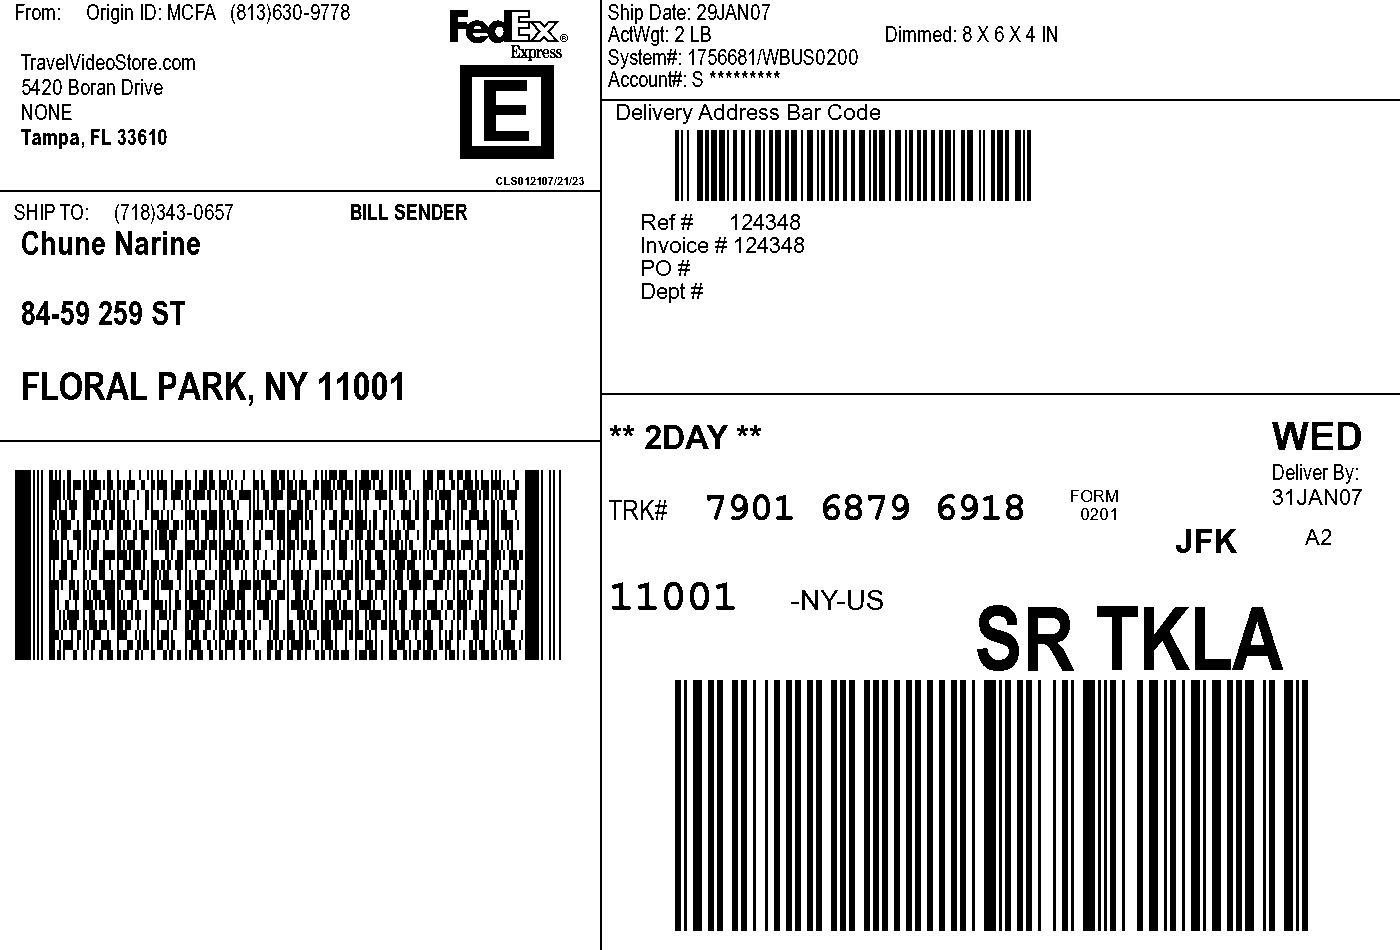 From: Origin ID: MCFA (813)630-9778
TravelVideoStore.com
5420 Boran Drive
NONE
Tampa, FL 33610
FedEx®
Express
E
CLS012107/21/23
SHIP TO: (718)343-0657 BILL SENDER
Chune Narine
84-59 259 ST
FLORAL PARK, NY 11001
Ship Date: 29JAN07
ActWgt: 2 LB Dimmed: 8 X 6 X 4 IN
System#: 1756681/WBUS0200
Account#: S *********
Delivery Address Bar Code
Ref # 124348
Invoice # 124348
PO #
Dept #
** 2DAY ** WED
Deliver By:
31JAN07
TRK# 7901 6879 6918 FORM
0201
JFK A2
11001 -NY-US
SR TKLA